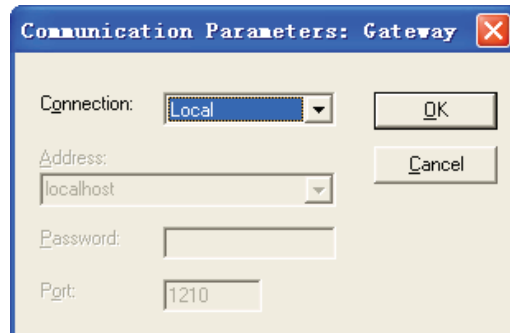 Communication Parameters: Gateway
Connection: Local OK
Address: Cancel
localhost
Password:
Port: 1210